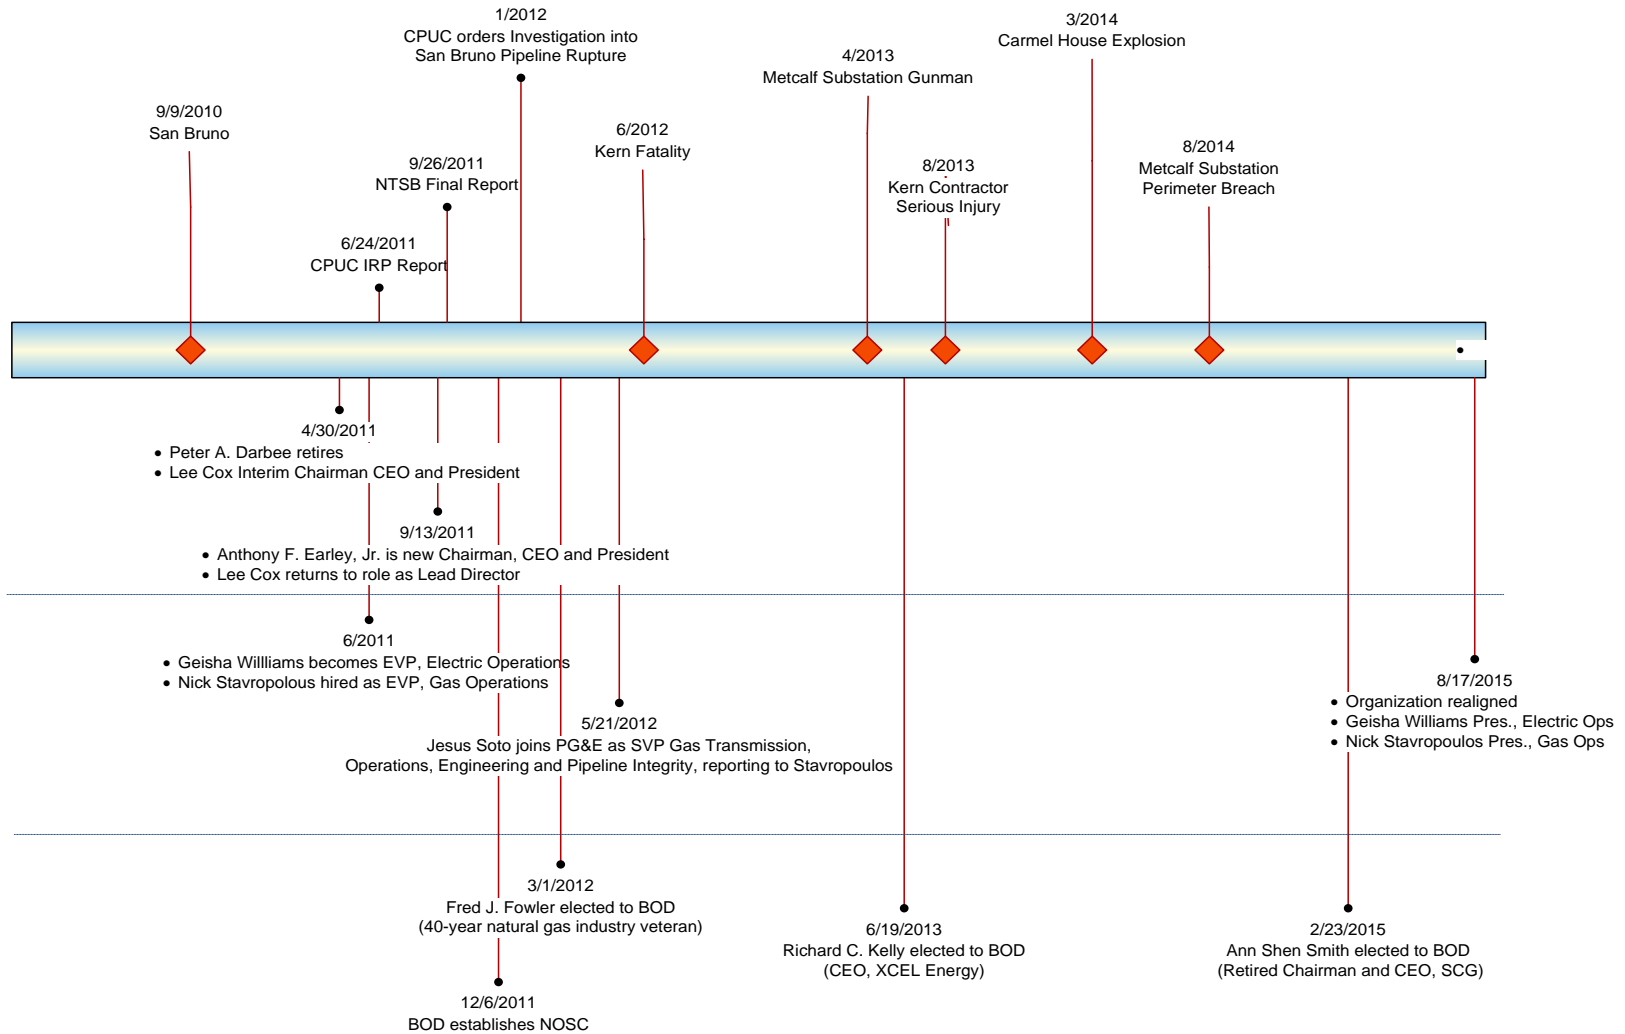 1/2012
CPUC orders Investigation into
San Bruno Pipeline Rupture
3/2014
Carmel House Explosion
4/2013
Metcalf Substation Gunman
9/9/2010
San Bruno
6/2012
Kern Fatality
9/26/2011
NTSB Final Report
8/2013
Kern Contractor
Serious Injury
8/2014
Metcalf Substation
Perimeter Breach
6/24/2011
CPUC IRP Report
4/30/2011
• Peter A. Darbee retires
• Lee Cox Interim Chairman CEO and President
9/13/2011
• Anthony F. Earley, Jr. is new Chairman, CEO and President
• Lee Cox returns to role as Lead Director
6/2011
• Geisha Willliams becomes EVP, Electric Operations
• Nick Stavropolous hired as EVP, Gas Operations
5/21/2012
Jesus Soto joins PG&E as SVP Gas Transmission,
Operations, Engineering and Pipeline Integrity, reporting to Stavropoulos
8/17/2015
• Organization realigned
• Geisha Williams Pres., Electric Ops
• Nick Stavropoulos Pres., Gas Ops
3/1/2012
Fred J. Fowler elected to BOD
(40-year natural gas industry veteran)
6/19/2013
Richard C. Kelly elected to BOD
(CEO, XCEL Energy)
2/23/2015
Ann Shen Smith elected to BOD
(Retired Chairman and CEO, SCG)
12/6/2011
BOD establishes NOSC